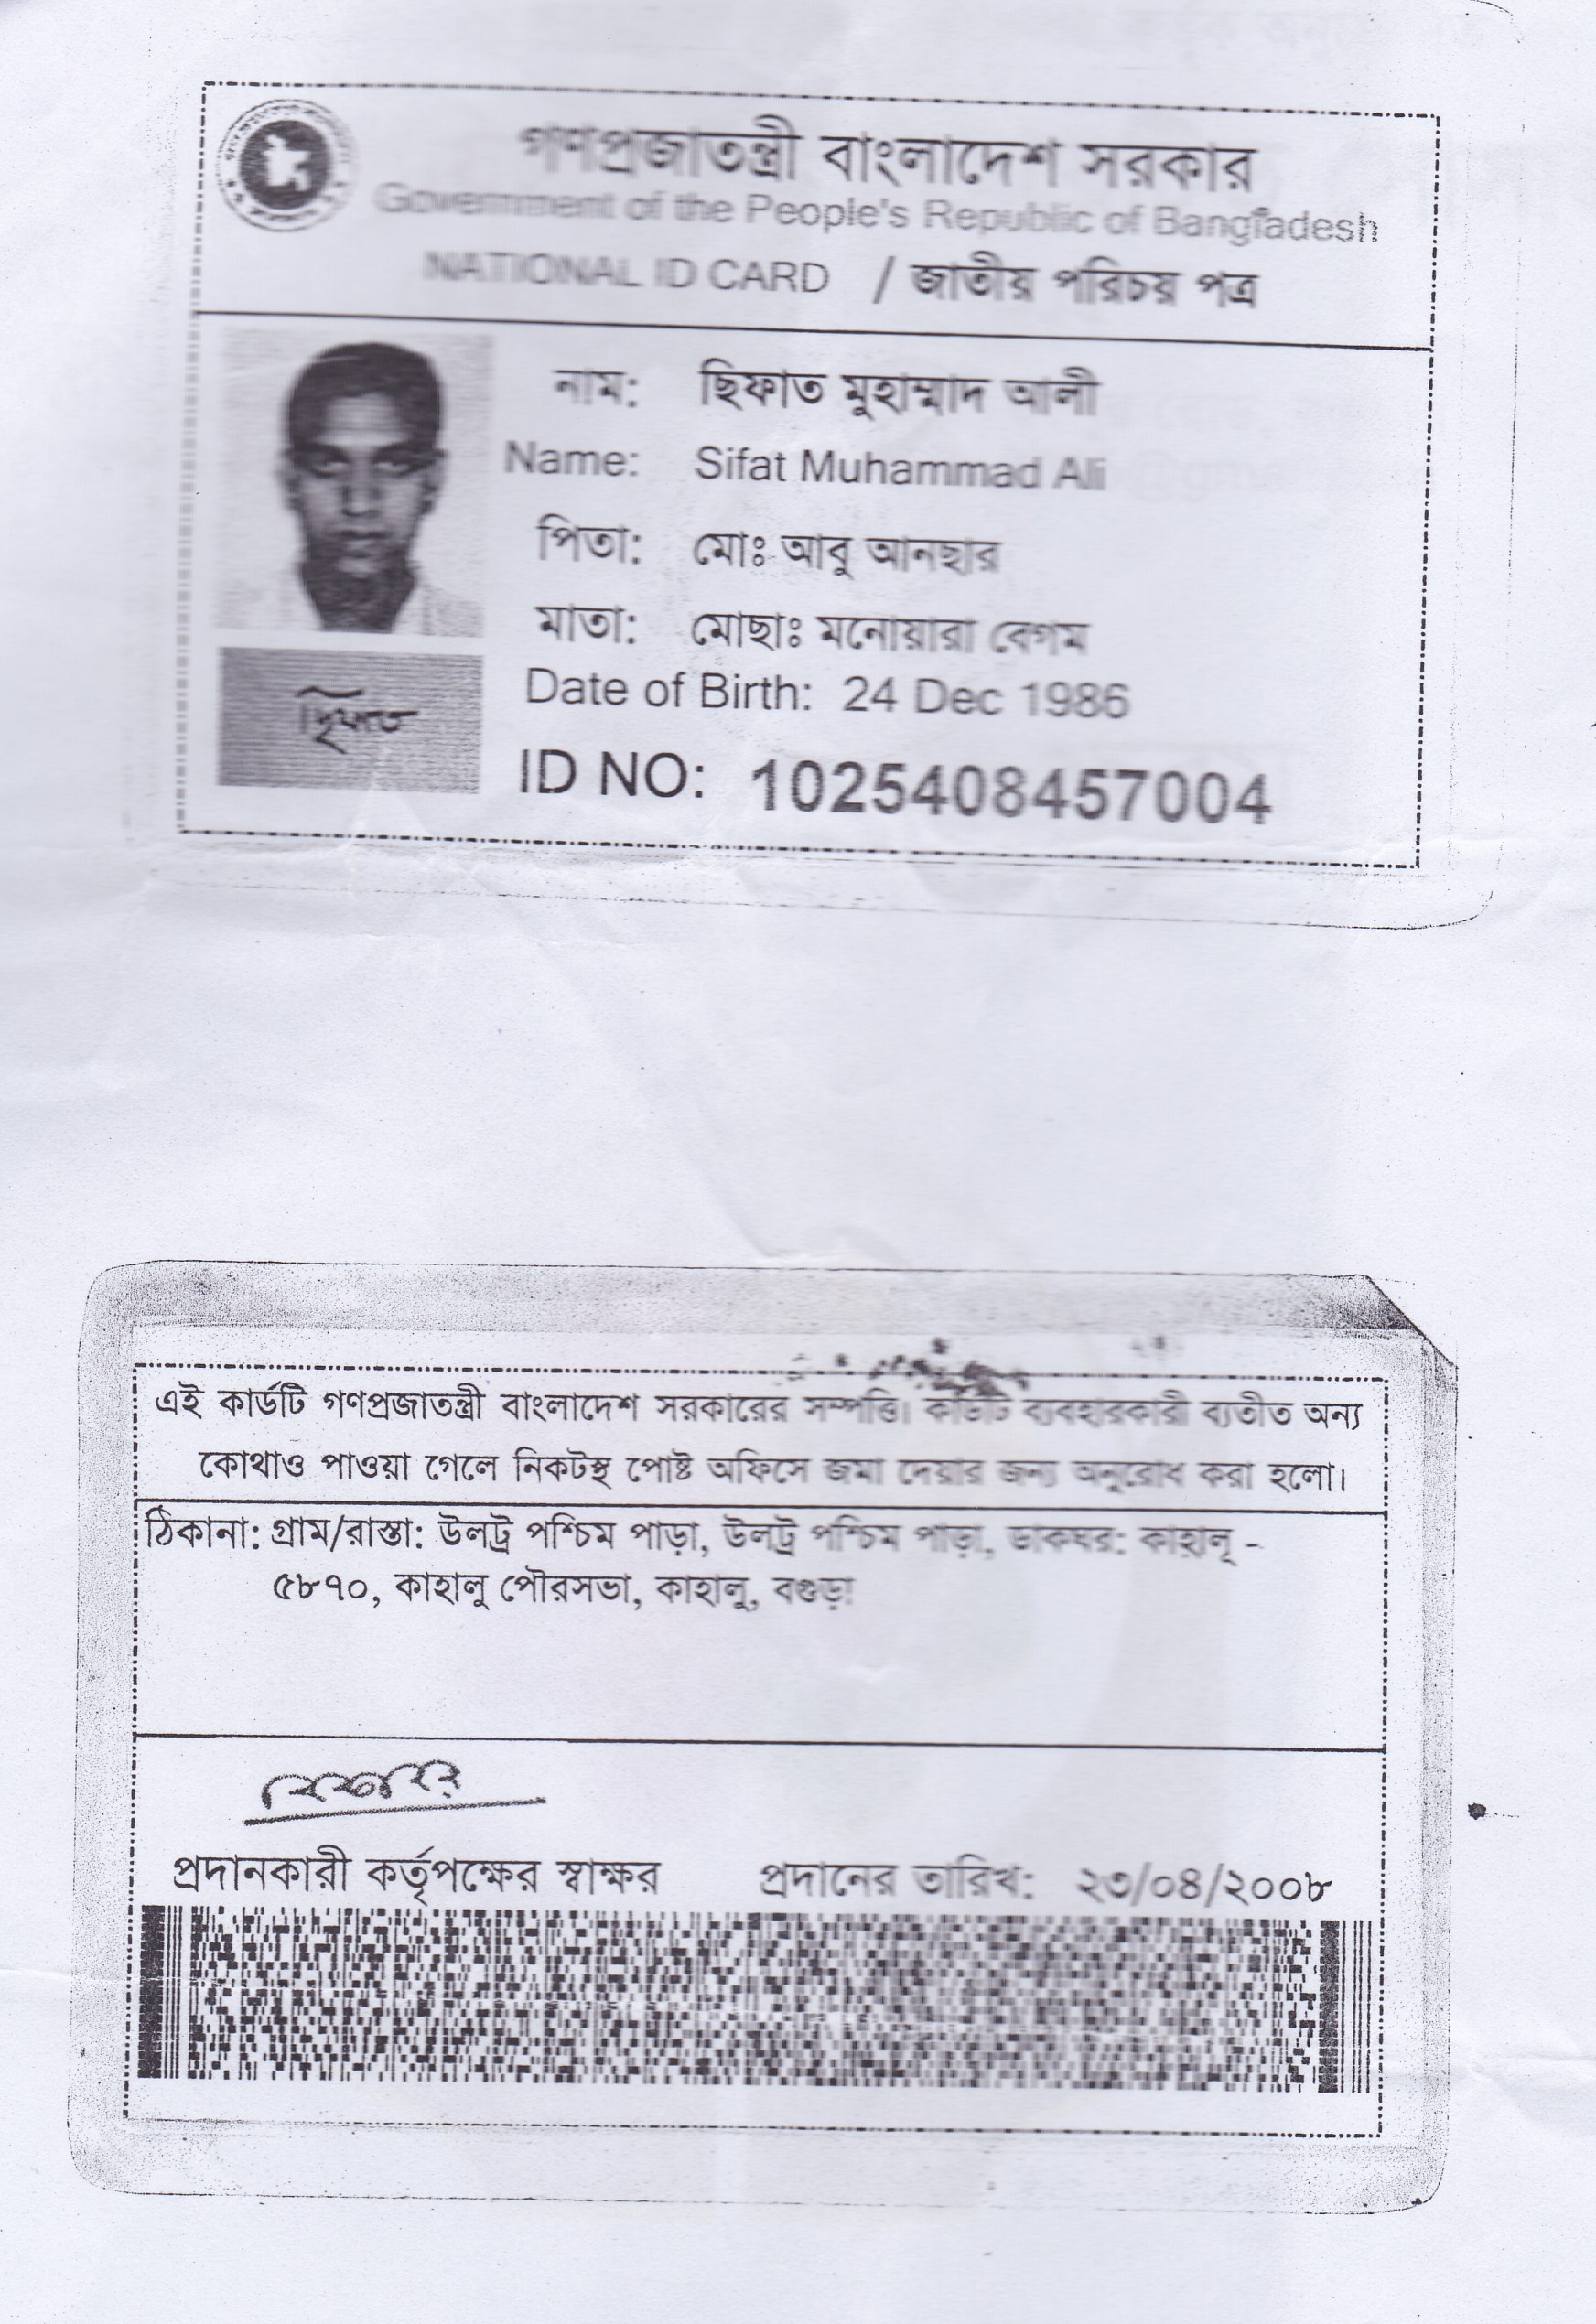 গণপ্রজাতন্ত্রী বাংলাদেশ সরকার
Government of the People's Republic of Bangladesh
NATIONAL ID CARD / জাতীয় পরিচয় পত্র
নাম: ছিফাত মুহাম্মাদ আলী
Name: Sifat Muhammad Ali
পিতা: মোঃ আবু আনছার
মাতা: মোছাঃ মনোয়ারা বেগম
Date of Birth: 24 Dec 1986
ছিফাত
ID NO: 1025408457004
এই কার্ডটি গণপ্রজাতন্ত্রী বাংলাদেশ সরকারের সম্পত্তি। কার্ডটি ব্যবহারকারী ব্যতীত অন্য
কোথাও পাওয়া গেলে নিকটস্থ পোষ্ট অফিসে জমা দেয়ার জন্য অনুরোধ করা হলো।
ঠিকানা: গ্রাম/রাস্তা: উলট্র পশ্চিম পাড়া, উলট্র পশ্চিম পাড়া, ডাকঘর: কাহালু -
৫৮৭০, কাহালু পৌরসভা, কাহালু, বগুড়া
প্রদানকারী কর্তৃপক্ষের স্বাক্ষর প্রদানের তারিখ: ২৩/০৪/২০০৮